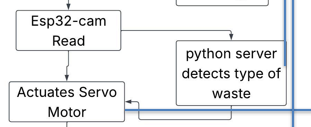 Esp32-cam
Read
python server
detects type of
waste
Actuates Servo
Motor